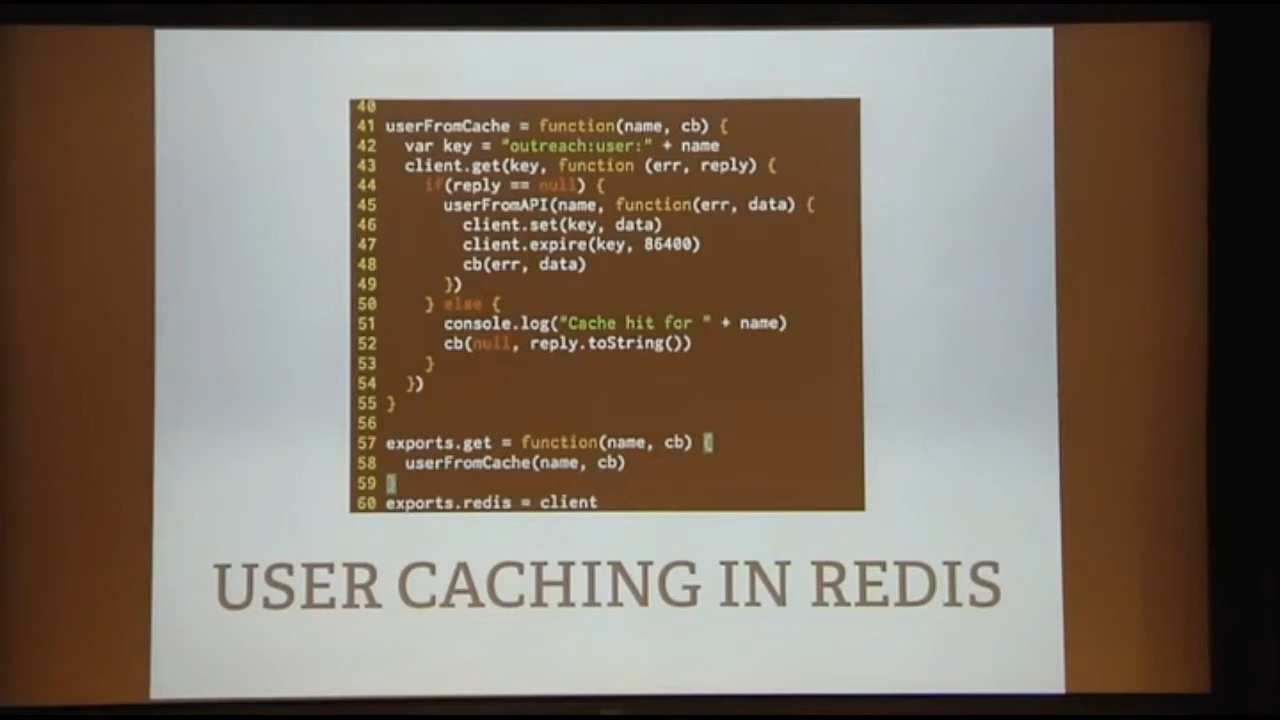 40
41 userFromCache = function(name, cb) {
42   var key = "outreach:user:" + name
43   client.get(key, function (err, reply) {
44     if(reply == null) {
45       userFromAPI(name, function(err, data) {
46         client.set(key, data)
47         client.expire(key, 86400)
48         cb(err, data)
49       })
50     } else {
51       console.log("Cache hit for " + name)
52       cb(null, reply.toString())
53     }
54   })
55 }
56
57 exports.get = function(name, cb) {
58   userFromCache(name, cb)
59 }
60 exports.redis = client
USER CACHING IN REDIS